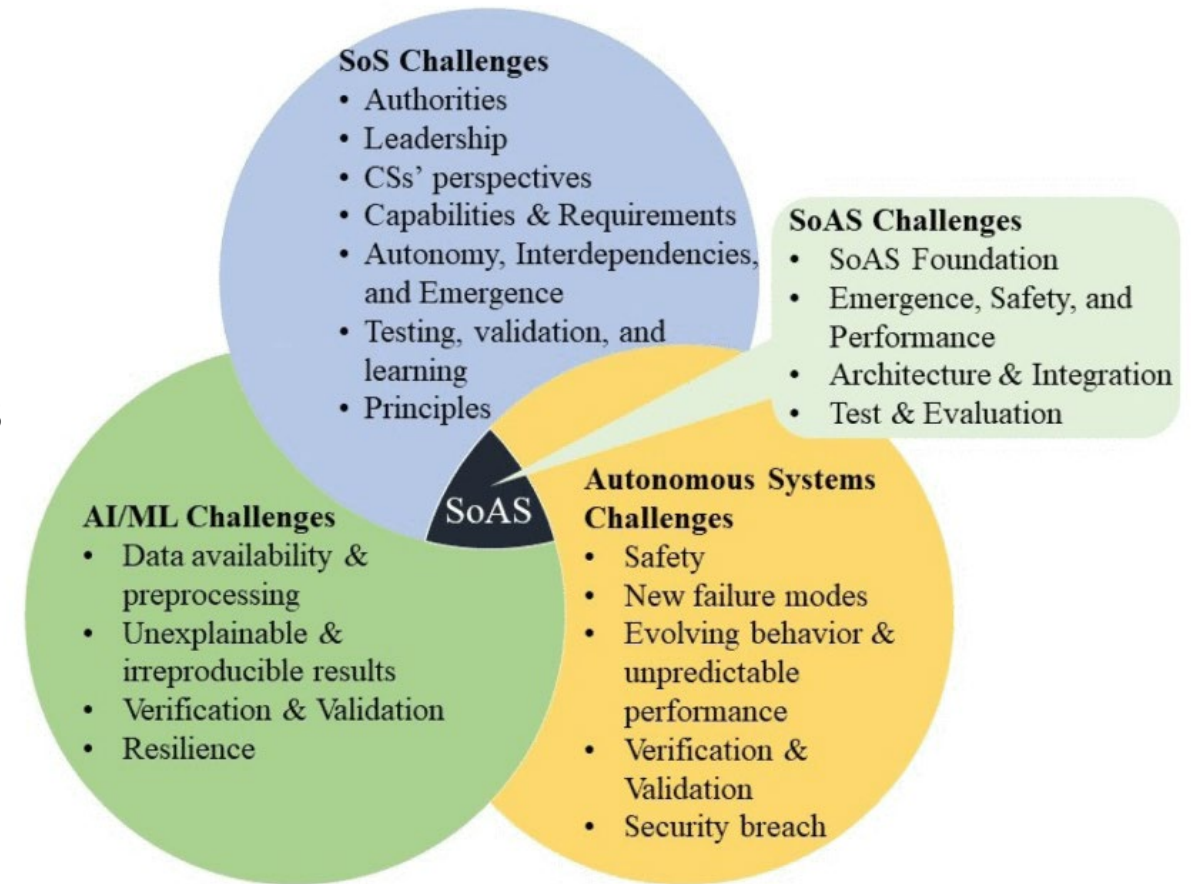 SoS Challenges
• Authorities
• Leadership
• CSs’ perspectives
• Capabilities & Requirements
• Autonomy, Interdependencies,
and Emergence
• Testing, validation, and
learning
• Principles
SoAS Challenges
• SoAS Foundation
• Emergence, Safety, and
Performance
• Architecture & Integration
• Test & Evaluation
SoAS
AI/ML Challenges
• Data availability &
preprocessing
• Unexplainable &
irreproducible results
• Verification & Validation
• Resilience
Autonomous Systems
Challenges
• Safety
• New failure modes
• Evolving behavior &
unpredictable
performance
• Verification &
Validation
• Security breach